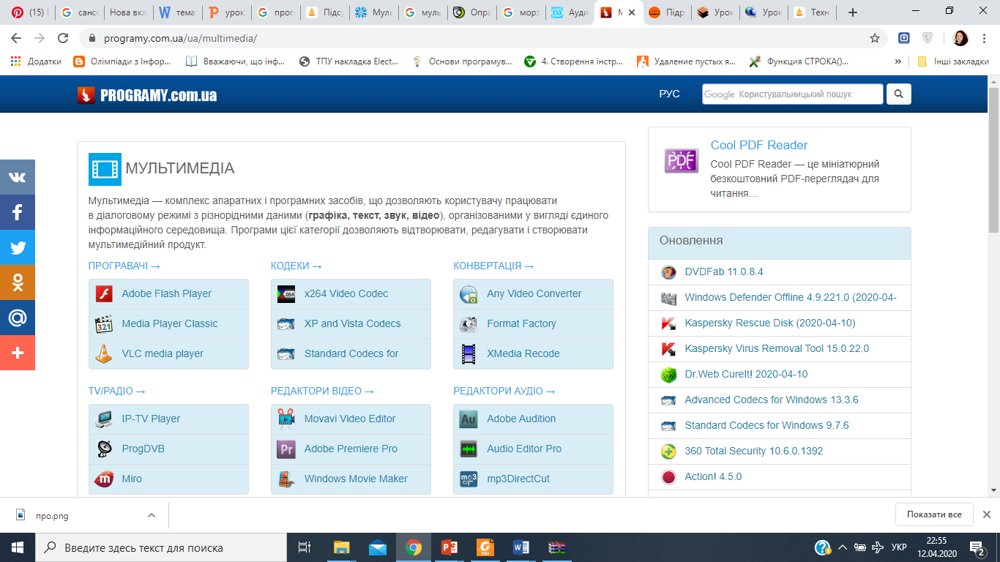 (15) F
санс
Нова вкл
тема
урок
прог
Підсу
Муль
муль
Опра
морз
Ауди
М
Підр
Урок
Урок
Техн
programy.com.ua/ua/multimedia/
Додатки
Олімпіади з Інфор...
Вважаючи, що інф...
ТПУ накладка Elect...
Основи програмув...
4. Створення інстр...
Удаление пустых я...
Функция СТРОКА()...
»
Інші закладки
PROGRAMY.com.ua
РУС
Google Користувальницький пошук
МУЛЬТИМЕДІА
Мультимедіа — комплекс апаратних і програмних засобів, що дозволяють користувачу працювати
в діалоговому режимі з різнорідними даними (графіка, текст, звук, відео), організованими у вигляді єдиного
інформаційного середовища. Програми цієї категорії дозволяють відтворювати, редагувати і створювати
мультимедійний продукт.
ПРОГРАВАЧІ →
Adobe Flash Player
Media Player Classic
VLC media player
КОДЕКИ →
x264 Video Codec
XP and Vista Codecs
Standard Codecs for
КОНВЕРТАЦІЯ →
Any Video Converter
Format Factory
XMedia Recode
TV/РАДІО →
IP-TV Player
ProgDVB
Miro
РЕДАКТОРИ ВІДЕО →
Movavi Video Editor
Adobe Premiere Pro
Windows Movie Maker
РЕДАКТОРИ АУДІО →
Adobe Audition
Audio Editor Pro
mp3DirectCut
PDF
Cool PDF Reader
Cool PDF Reader — це мініатюрний
безкоштовний PDF-переглядач для
читання…
Оновлення
DVDFab 11.0.8.4
Windows Defender Offline 4.9.221.0 (2020-04-
Kaspersky Rescue Disk (2020-04-10)
Kaspersky Virus Removal Tool 15.0.22.0
Dr.Web CureIt! 2020-04-10
Advanced Codecs for Windows 13.3.6
Standard Codecs for Windows 9.7.6
360 Total Security 10.6.0.1392
Action! 4.5.0
про.png
Показати все
Введите здесь текст для поиска
УКР
22:55
12.04.2020
2